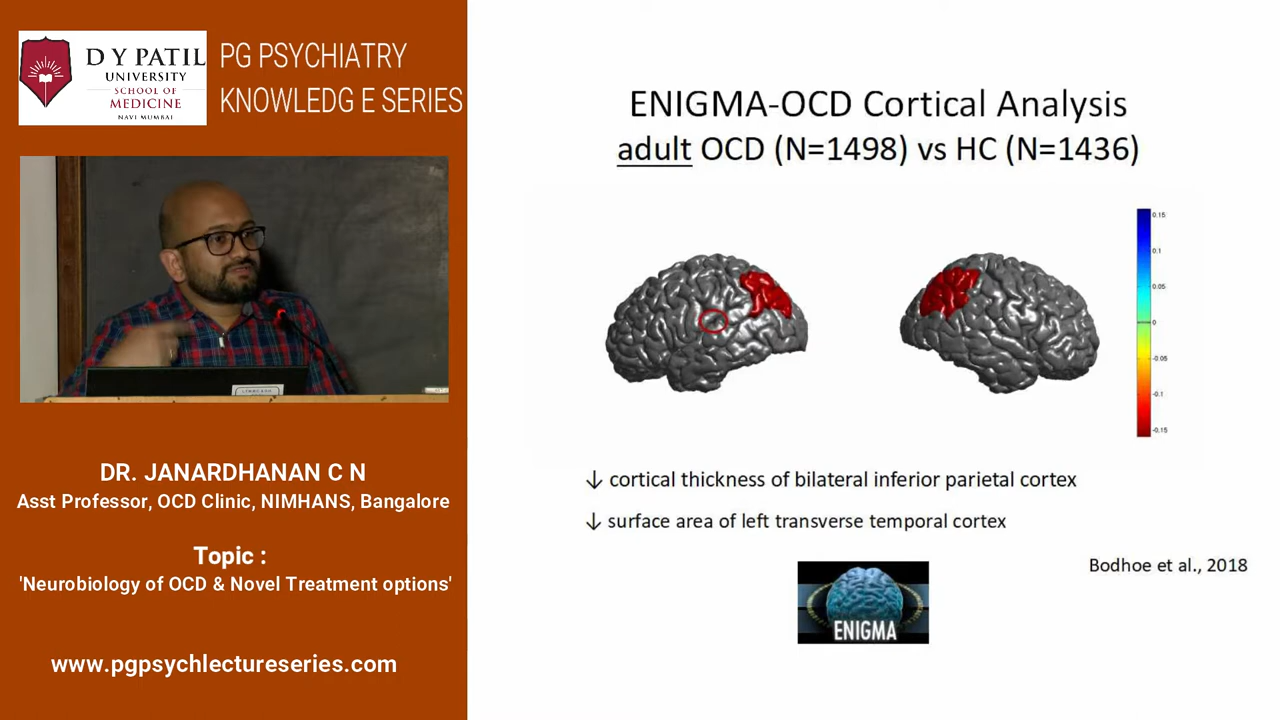 D Y PATIL
UNIVERSITY
SCHOOL OF
MEDICINE
NAVI MUMBAI
PG PSYCHIATRY
KNOWLEDG E SERIES
DR. JANARDHANAN C N
Asst Professor, OCD Clinic, NIMHANS, Bangalore
Topic :
'Neurobiology of OCD & Novel Treatment options'
www.pgpsychlectureseries.com
ENIGMA-OCD Cortical Analysis
adult OCD (N=1498) vs HC (N=1436)
0.15
0.1
0.05
0
-0.05
-0.1
-0.15
↓ cortical thickness of bilateral inferior parietal cortex
↓ surface area of left transverse temporal cortex
Bodhoe et al., 2018
ENIGMA